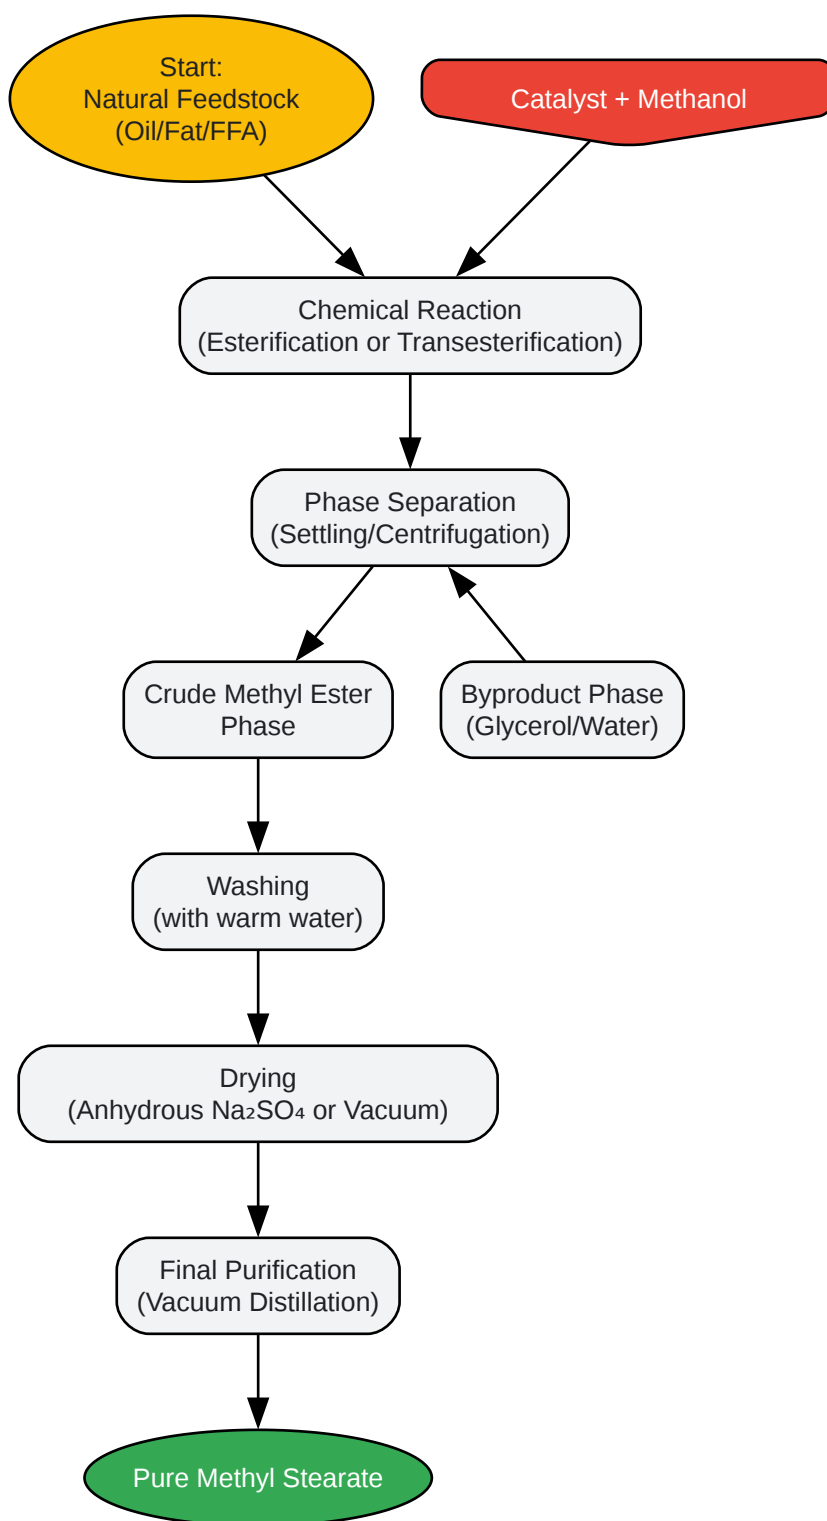 Start:
Natural Feedstock
(Oil/Fat/FFA)
Catalyst + Methanol
Chemical Reaction
(Esterification or Transesterification)
Phase Separation
(Settling/Centrifugation)
Crude Methyl Ester
Phase
Byproduct Phase
(Glycerol/Water)
Washing
(with warm water)
Drying
(Anhydrous Na₂SO₄ or Vacuum)
Final Purification
(Vacuum Distillation)
Pure Methyl Stearate